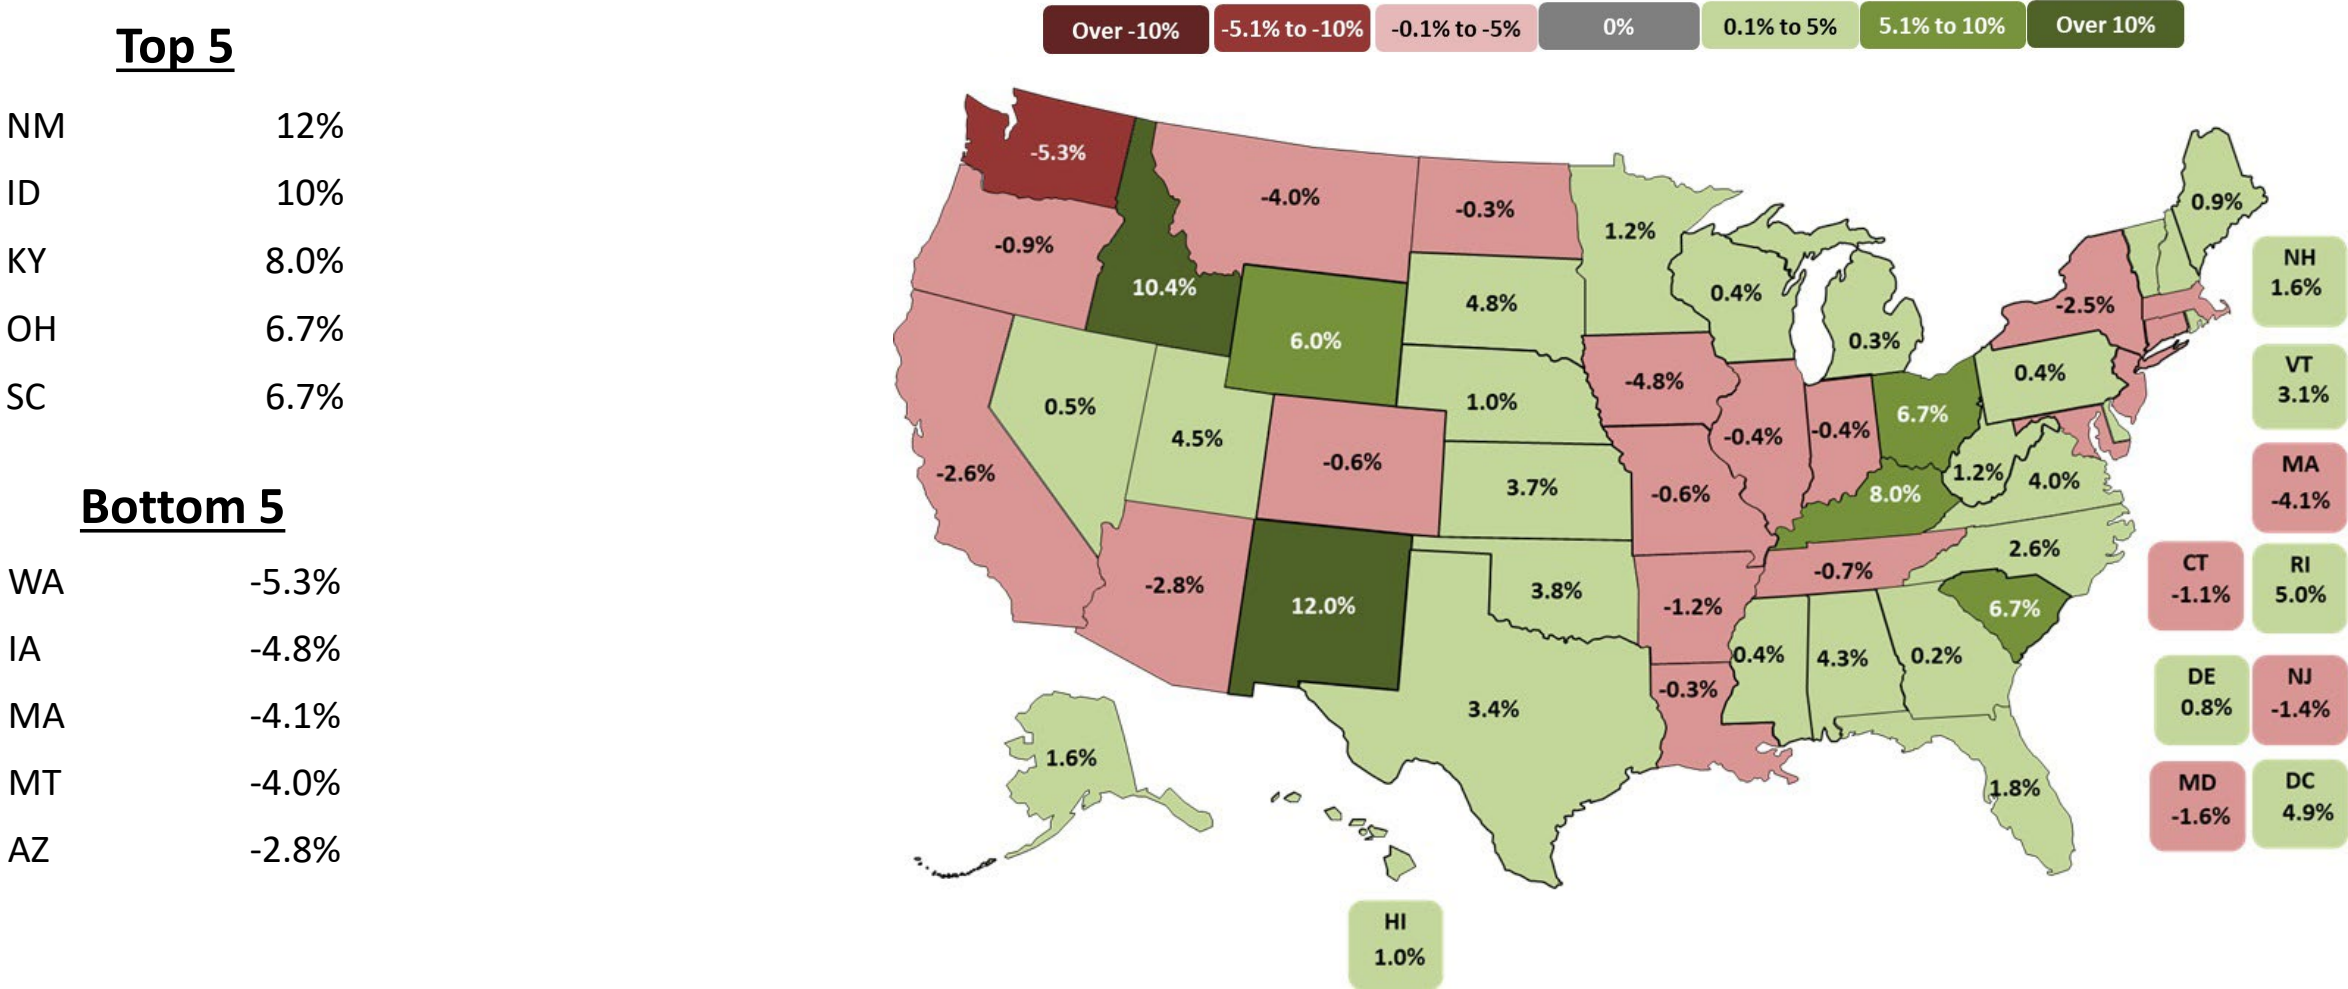 Top 5
NM 12%
ID 10%
KY 8.0%
OH 6.7%
SC 6.7%
Bottom 5
WA -5.3%
IA -4.8%
MA -4.1%
MT -4.0%
AZ -2.8%
Over -10% -5.1% to -10% -0.1% to -5% 0% 0.1% to 5% 5.1% to 10% Over 10%
-5.3%
-4.0%
-0.3%
1.2%
0.9%
-0.9%
10.4%
6.0%
4.8%
0.4%
0.3%
-2.5%
NH
1.6%
0.5%
4.5%
1.0%
-4.8%
-0.4%
-0.4%
6.7%
0.4%
VT
3.1%
-2.6%
-0.6%
3.7%
-0.6%
8.0%
1.2%
4.0%
MA
-4.1%
-2.8%
12.0%
3.8%
-1.2%
-0.7%
2.6%
6.7%
CT
-1.1%
RI
5.0%
3.4%
-0.3%
0.4%
4.3%
0.2%
DE
0.8%
NJ
-1.4%
1.6%
1.8%
MD
-1.6%
DC
4.9%
HI
1.0%